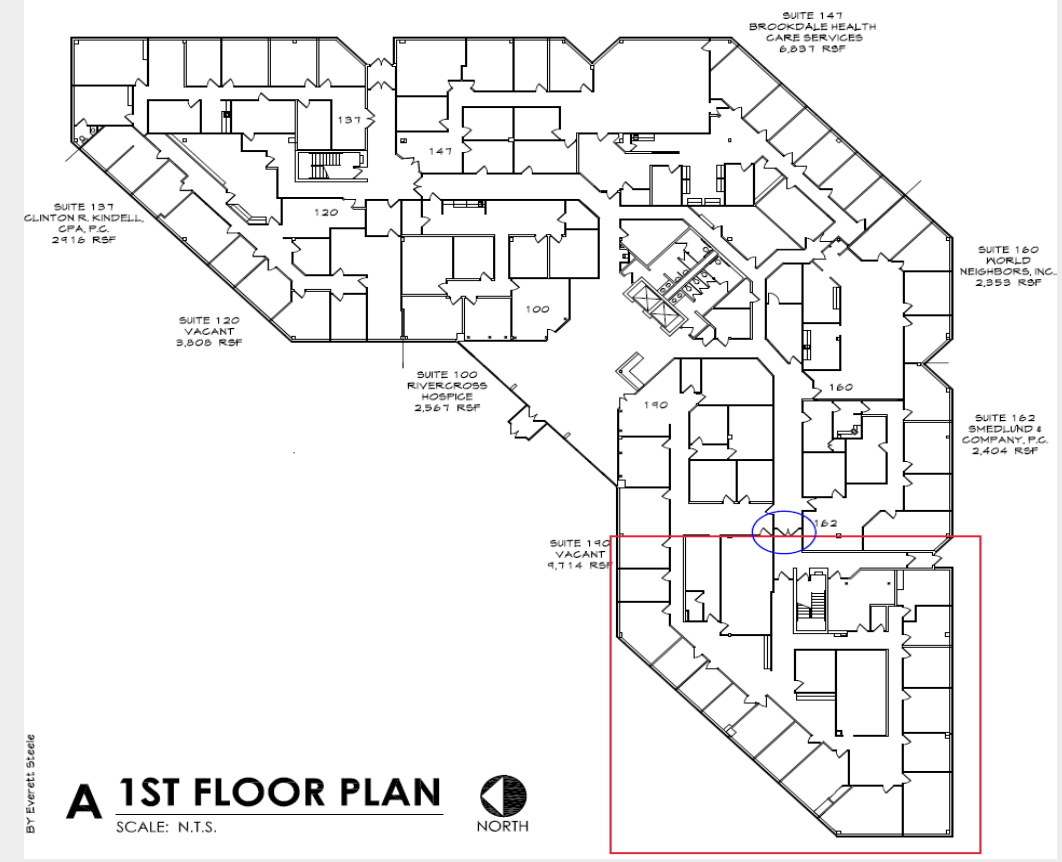 SUITE 147
BROOKDALE HEALTH
CARE SERVICES
6,837 RSF
137
147
SUITE 137
CLINTON R. KINDELL,
CPA, P.C.
2916 RSF
120
SUITE 160
WORLD
NEIGHBORS, INC.
2,353 RSF
100
SUITE 120
VACANT
3,808 RSF
SUITE 100
RIVERCROSS
HOSPICE
2,567 RSF
160
190
SUITE 162
SMEDLUND &
COMPANY, P.C.
2,404 RSF
162
SUITE 190
VACANT
9,714 RSF
BY Everett Steele
A 1ST FLOOR PLAN
SCALE: N.T.S.
NORTH